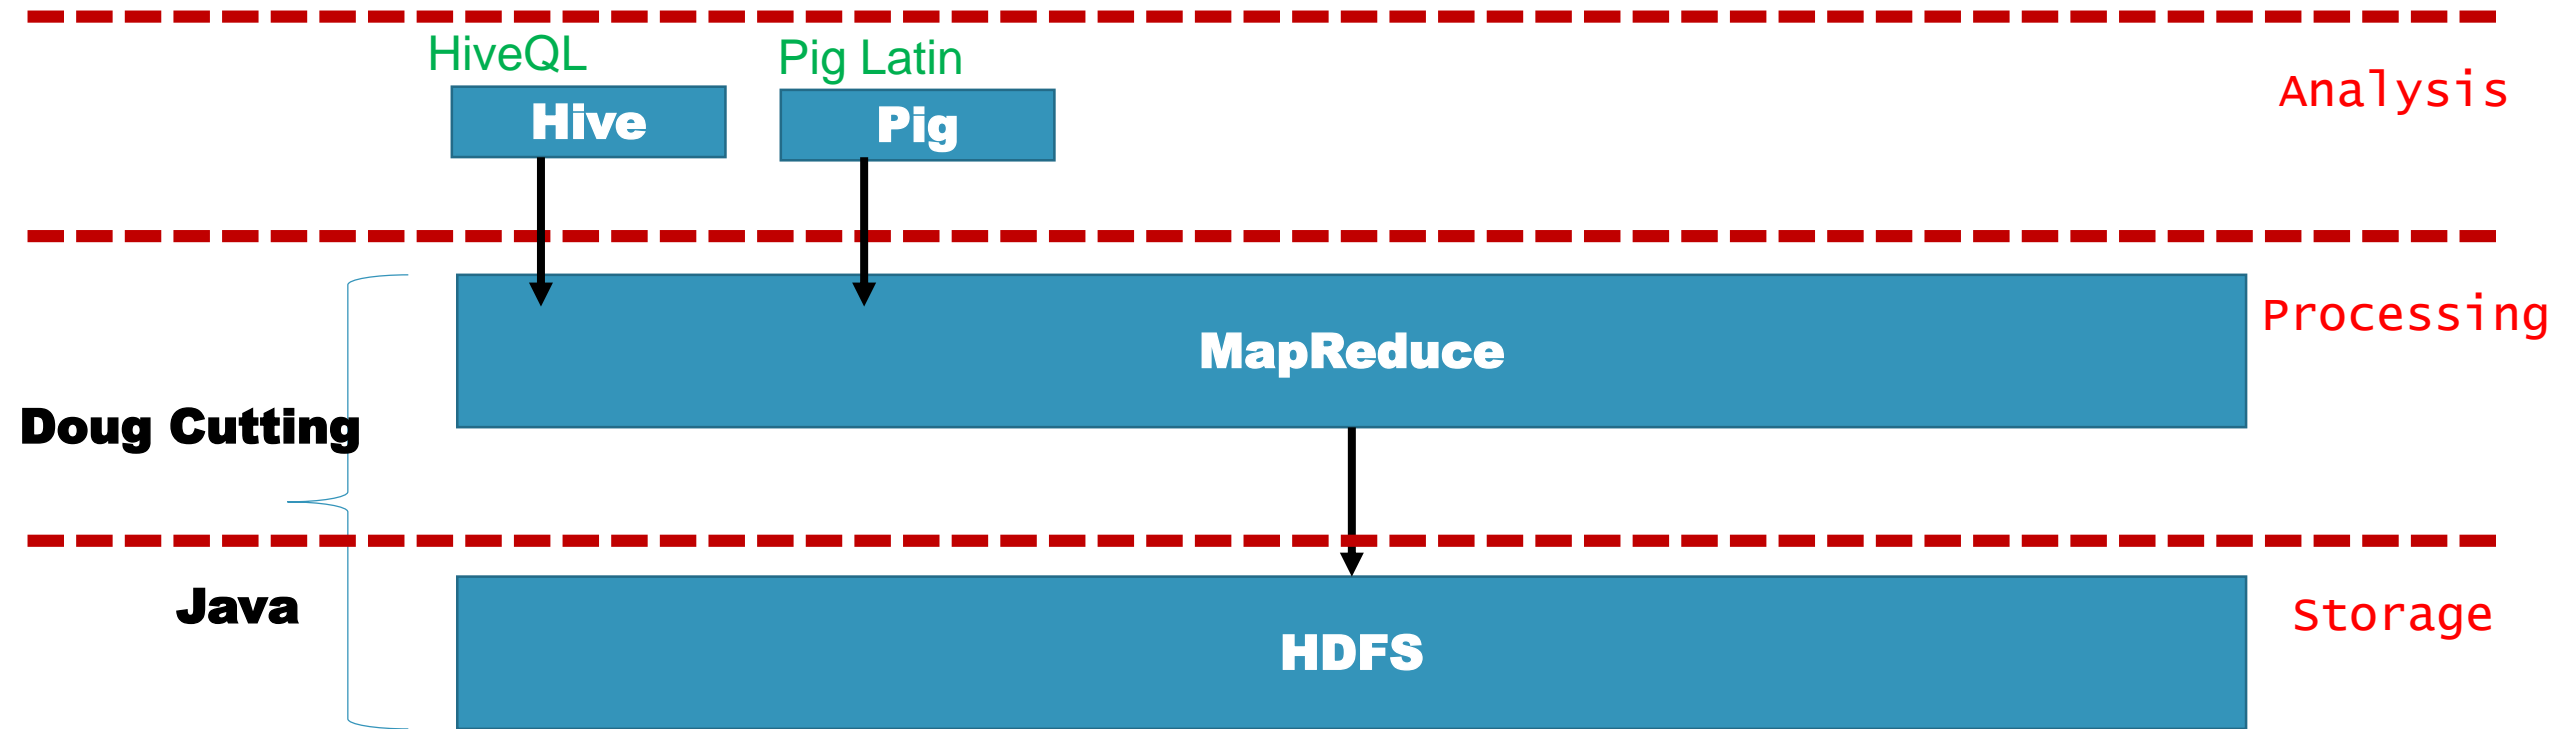 HiveQL
Pig Latin
Hive
Pig
Analysis
MapReduce
Processing
Doug Cutting
Java
HDFS
Storage